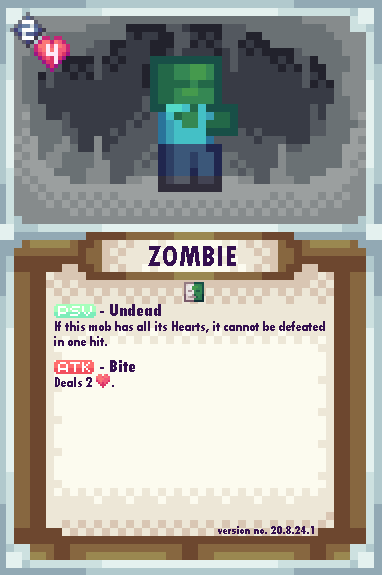 2
4
ZOMBIE
PSV - Undead
If this mob has all its Hearts, it cannot be defeated
in one hit.
ATK - Bite
Deals 2 ❤.
version no. 20.8.24.1